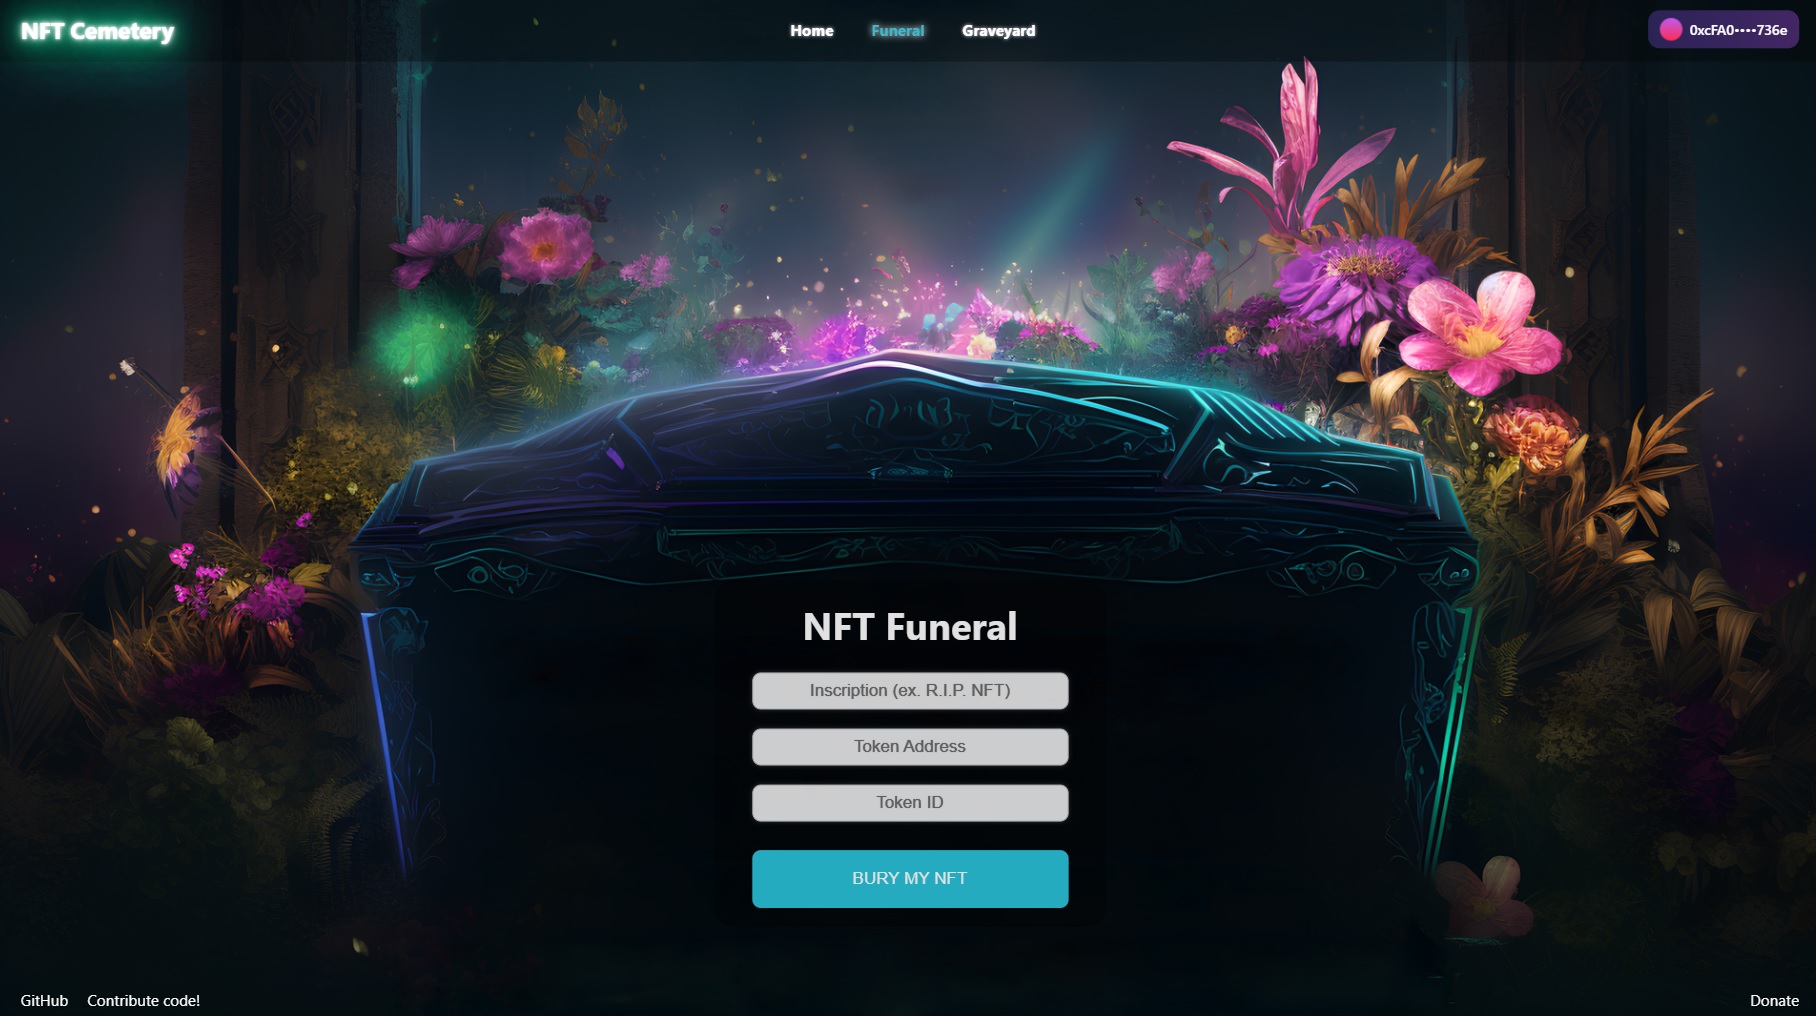 NFT Cemetery
Home
Funeral
Graveyard
0xcFA0••••736e
NFT Funeral
Inscription (ex. R.I.P. NFT)
Token Address
Token ID
BURY MY NFT
GitHub
Contribute code!
Donate